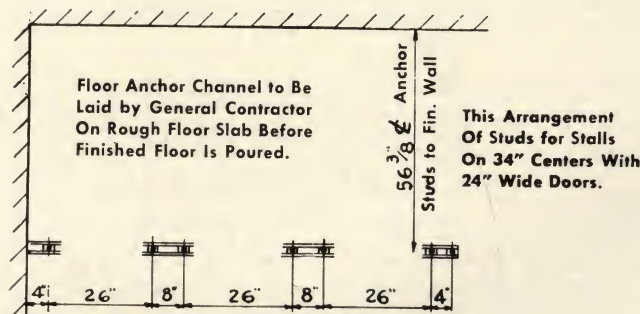 Floor Anchor Channel to Be
Laid by General Contractor
On Rough Floor Slab Before
Finished Floor Is Poured.
56 3/8" ℄ Anchor
Studs to Fin. Wall
This Arrangement
Of Studs for Stalls
On 34" Centers With
24" Wide Doors.
4" 26" 8" 26" 8" 26" 4"